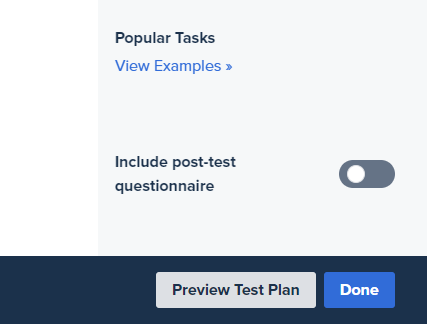 Popular Tasks
View Examples »
Include post-test
questionnaire
Preview Test Plan
Done